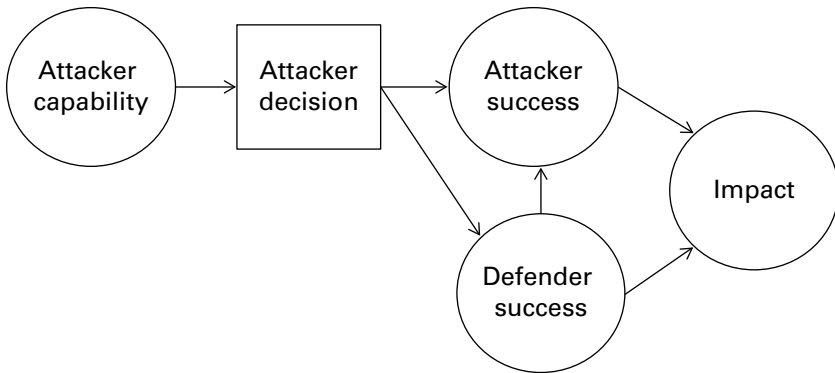 Attacker
capability
Attacker
decision
Attacker
success
Impact
Defender
success